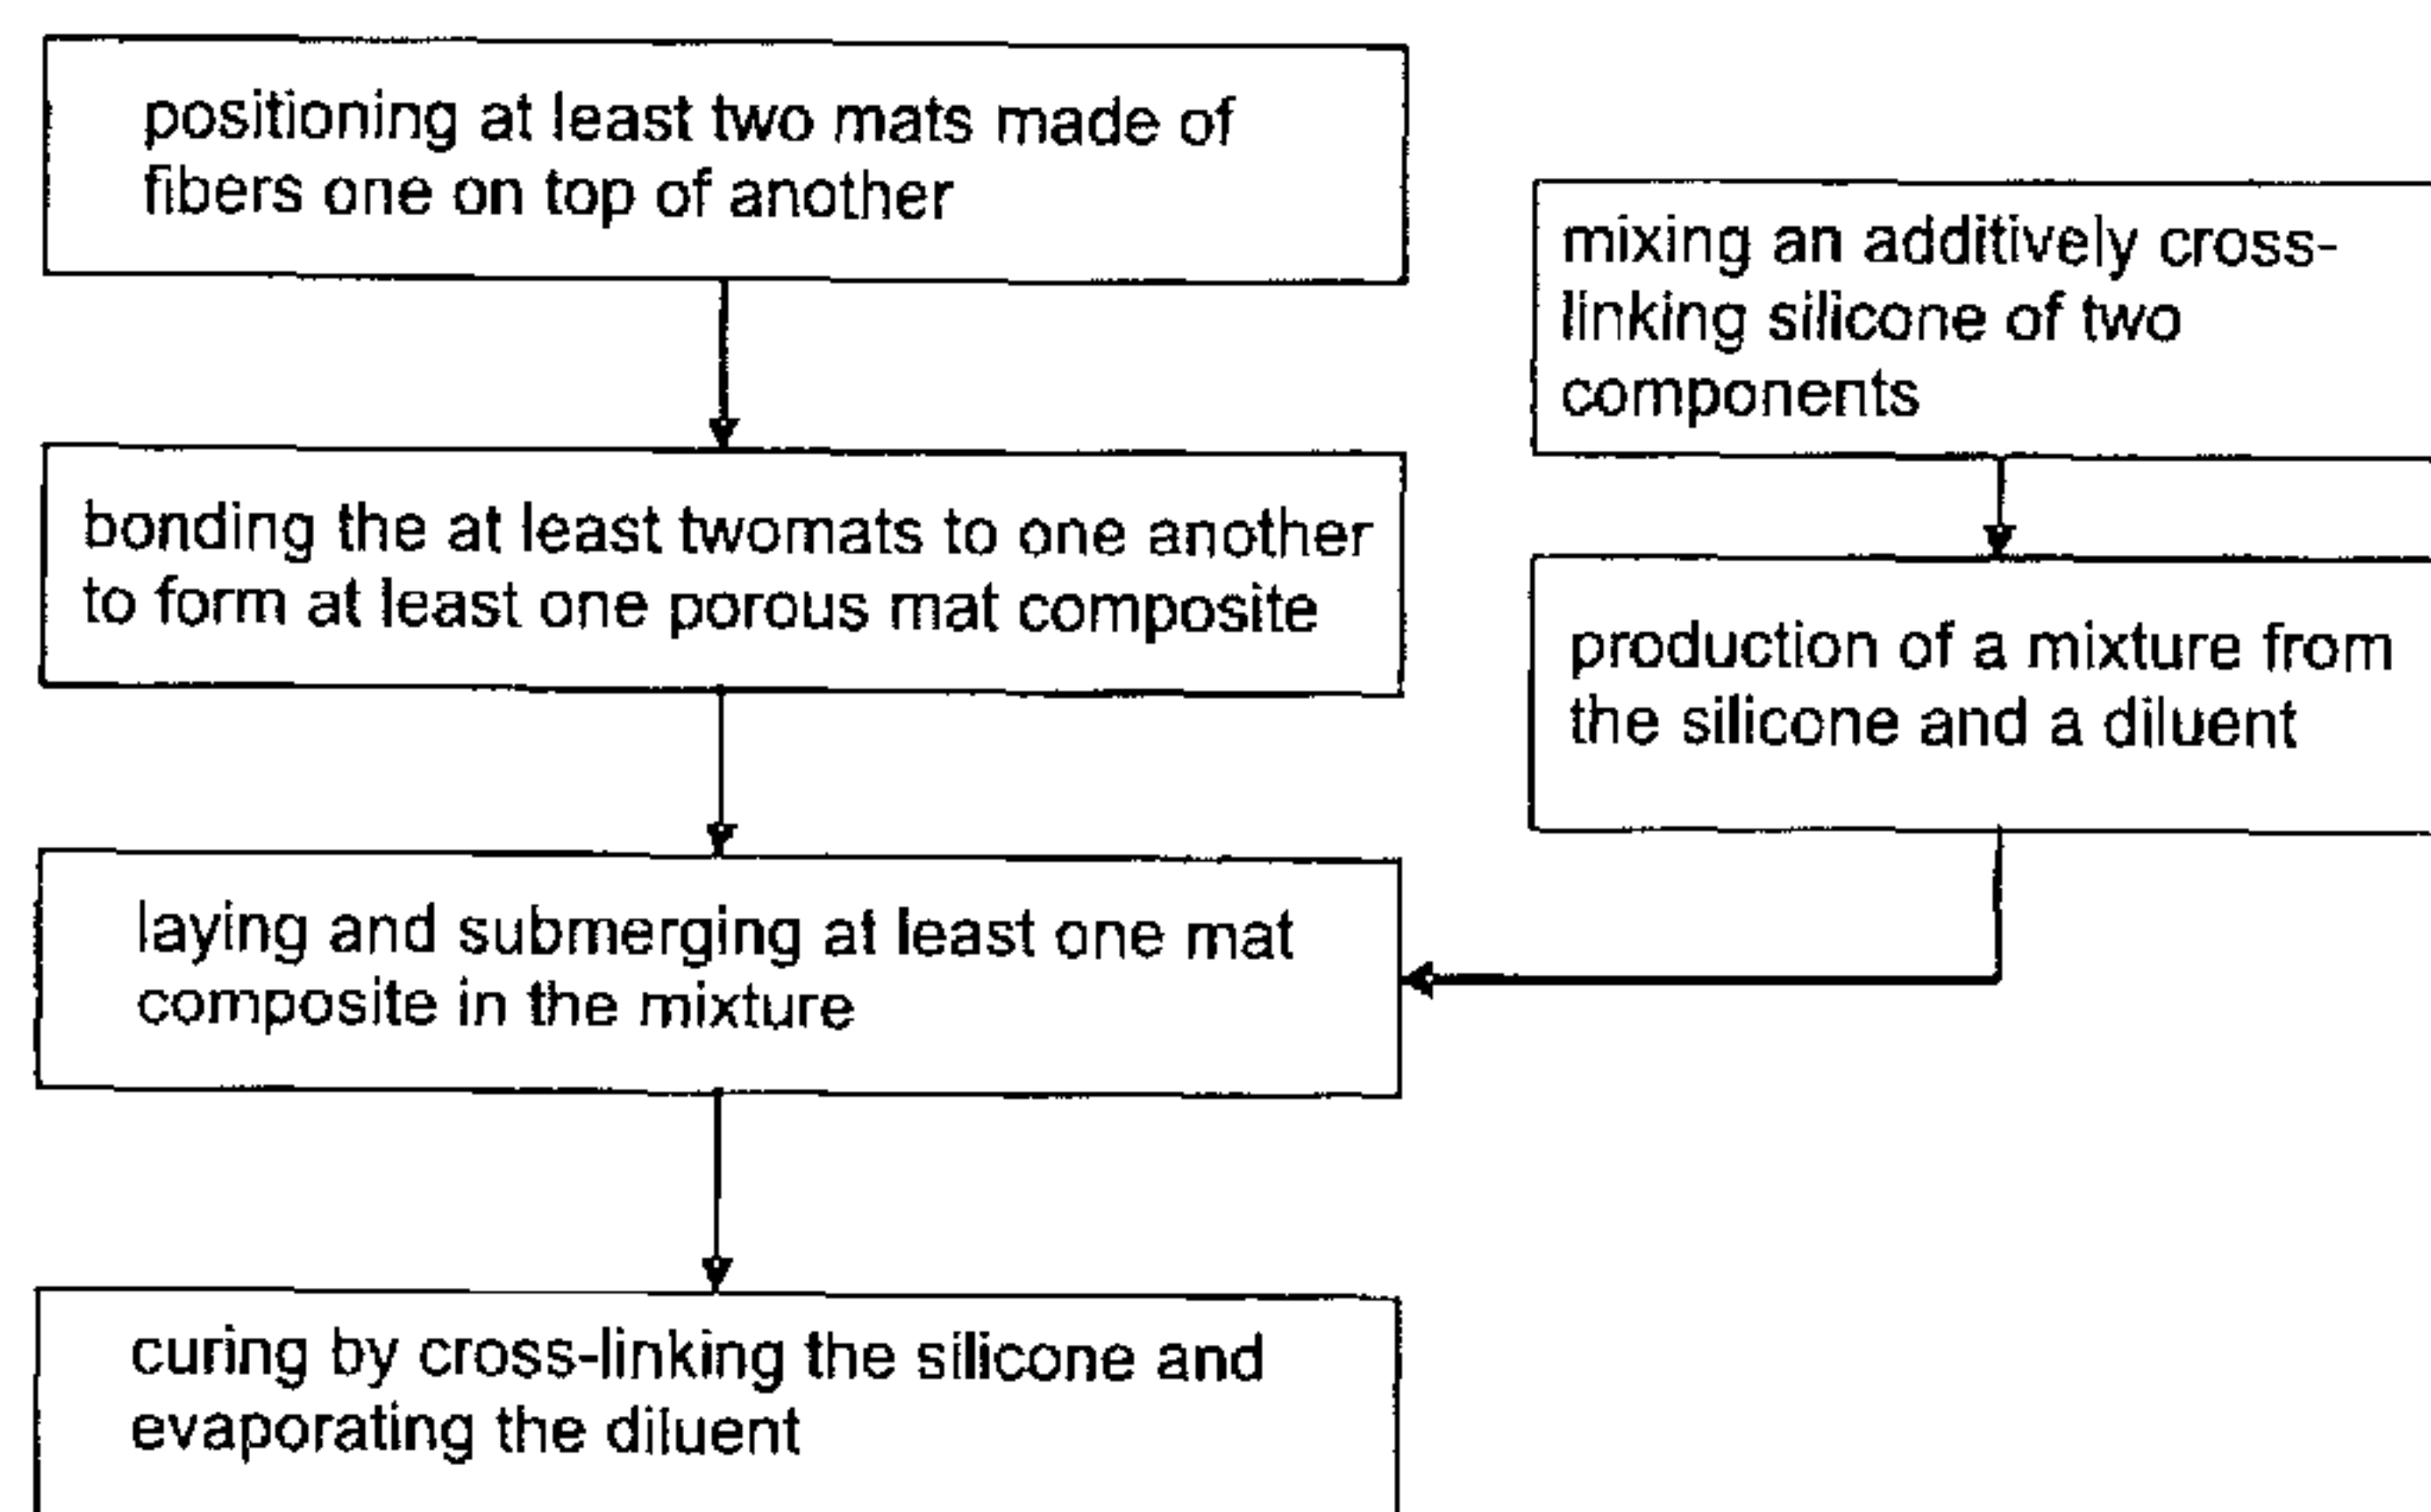 positioning at least two mats made of
fibers one on top of another
mixing an additively cross-
linking silicone of two
components
bonding the at least twomats to one another
to form at least one porous mat composite
production of a mixture from
the silicone and a diluent
laying and submerging at least one mat
composite in the mixture
curing by cross-linking the silicone and
evaporating the diluent